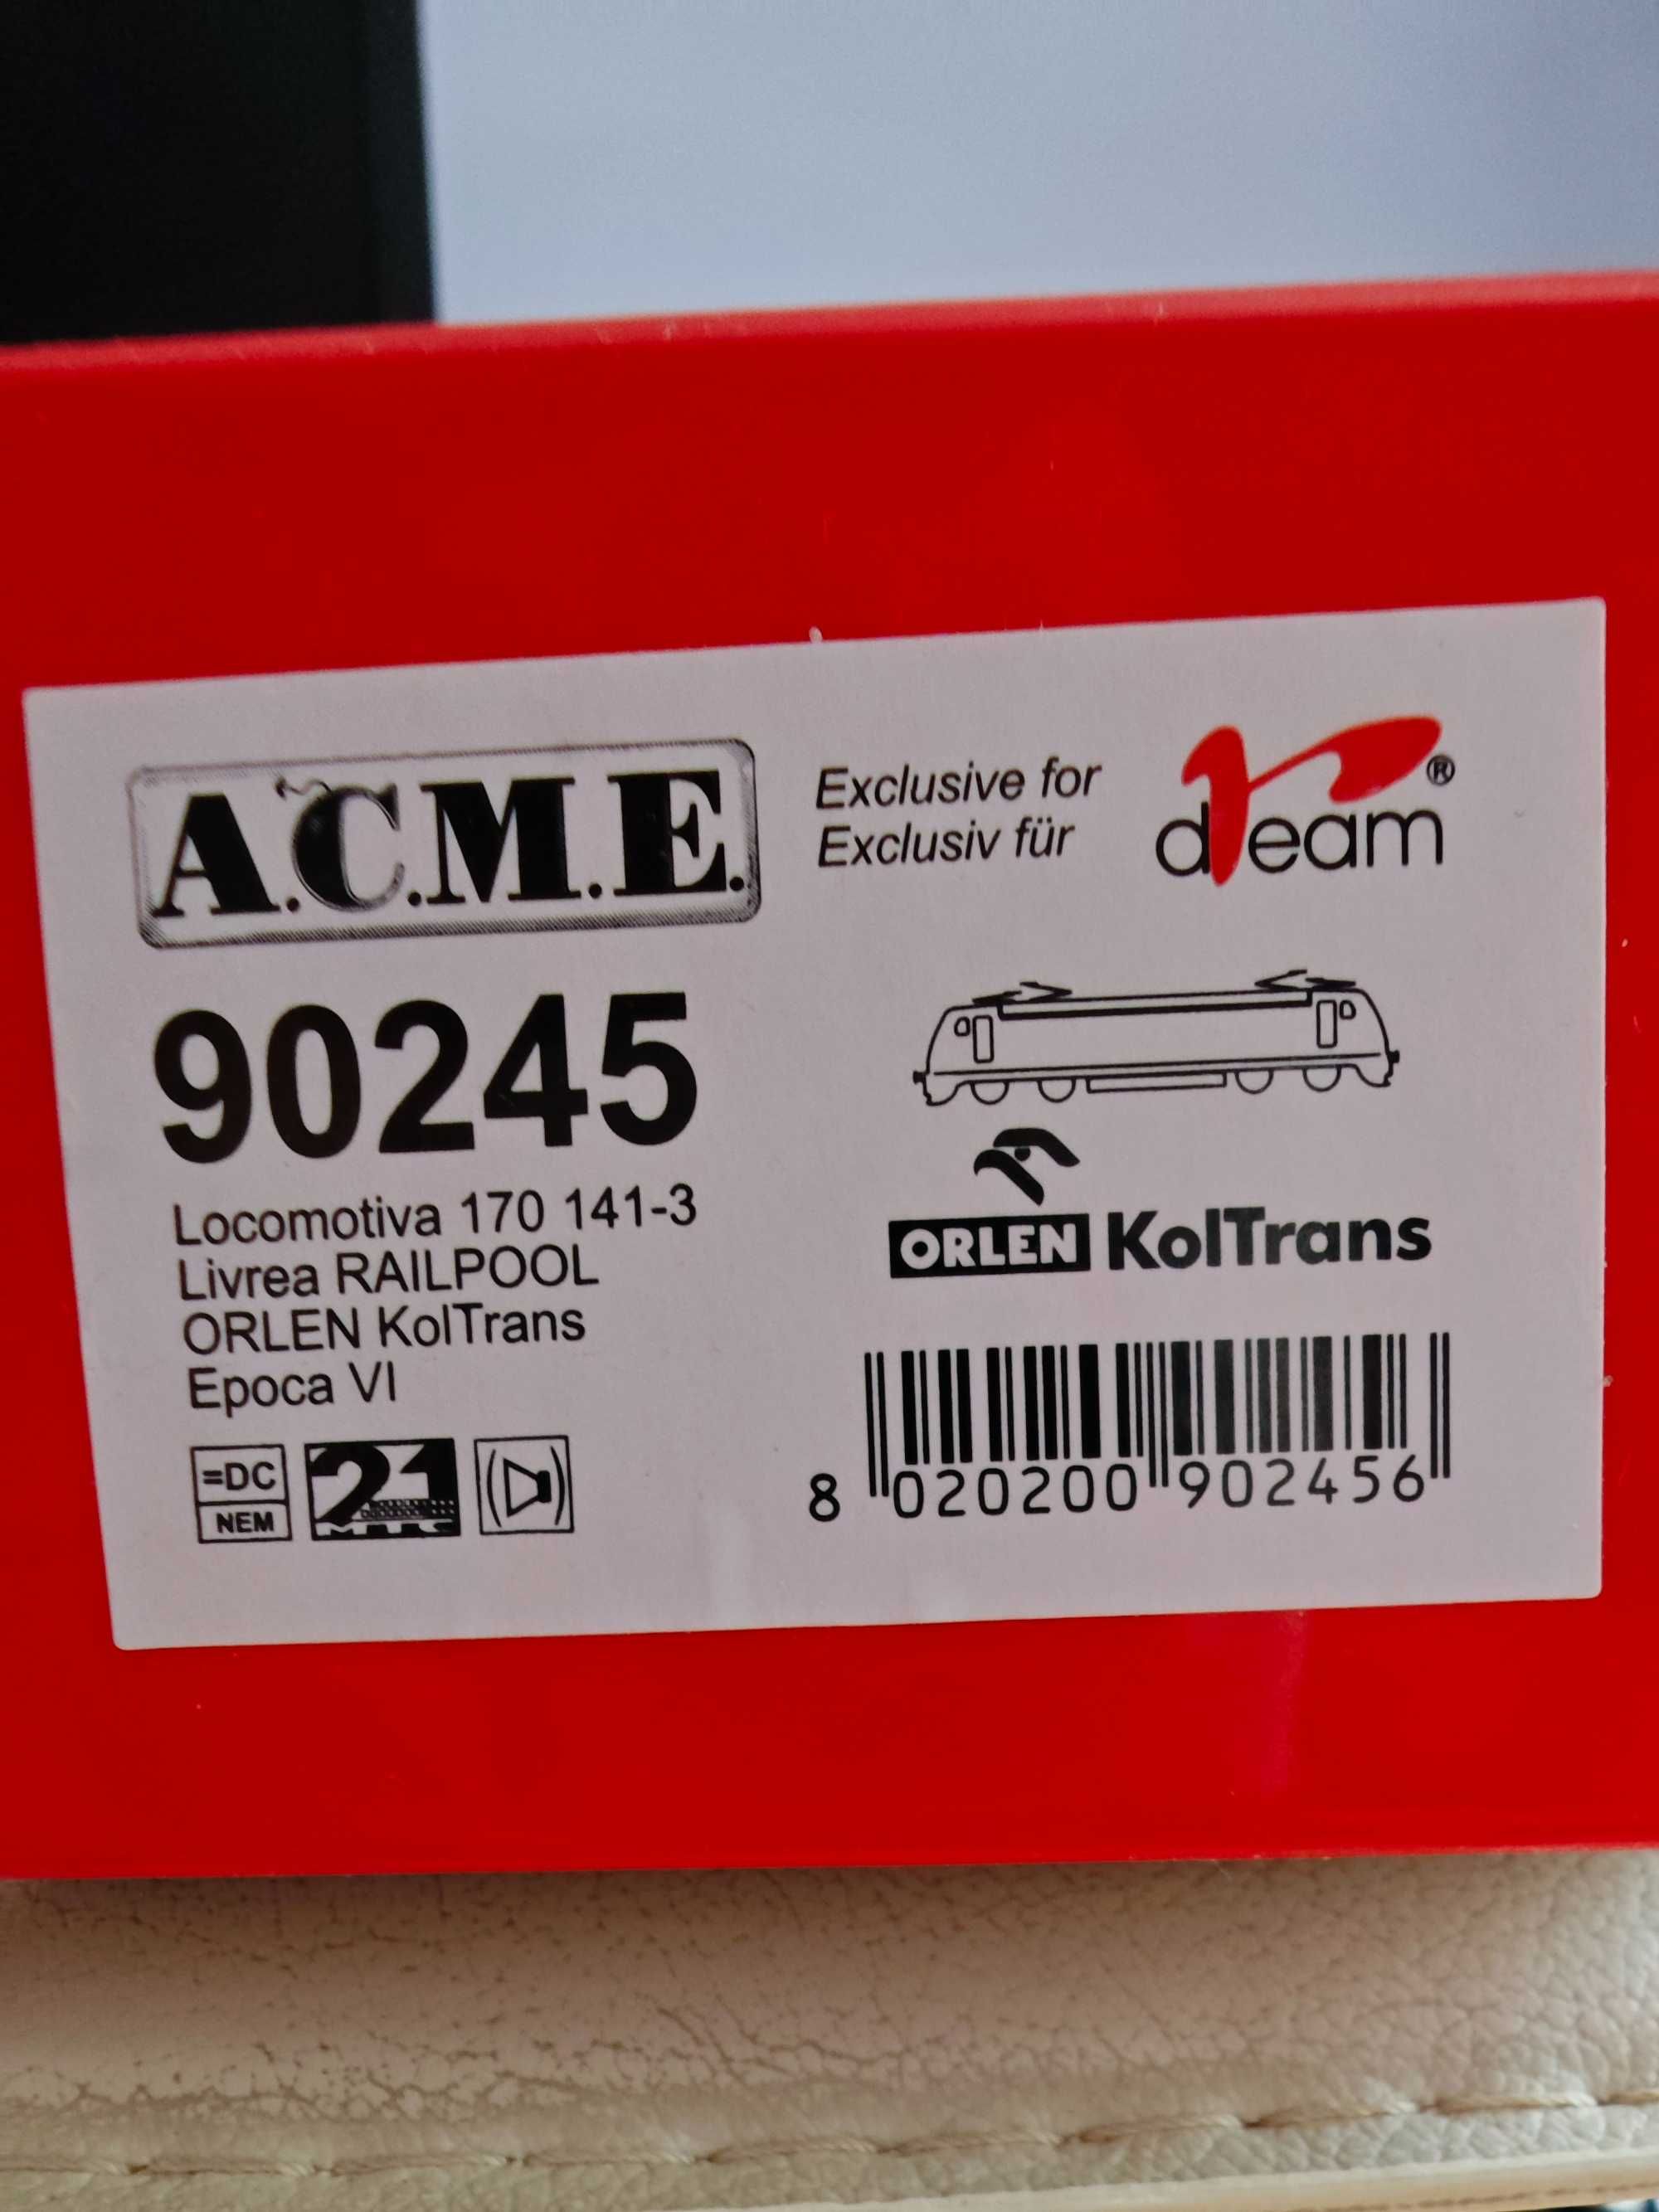 A.C.M.E.
Exclusive for
Exclusiv für
dream®
90245
Locomotiva 170 141-3
Livrea RAILPOOL
ORLEN KolTrans
Epoca VI
=DC
NEM
21
MTC
ORLEN KolTrans
8 020200 902456